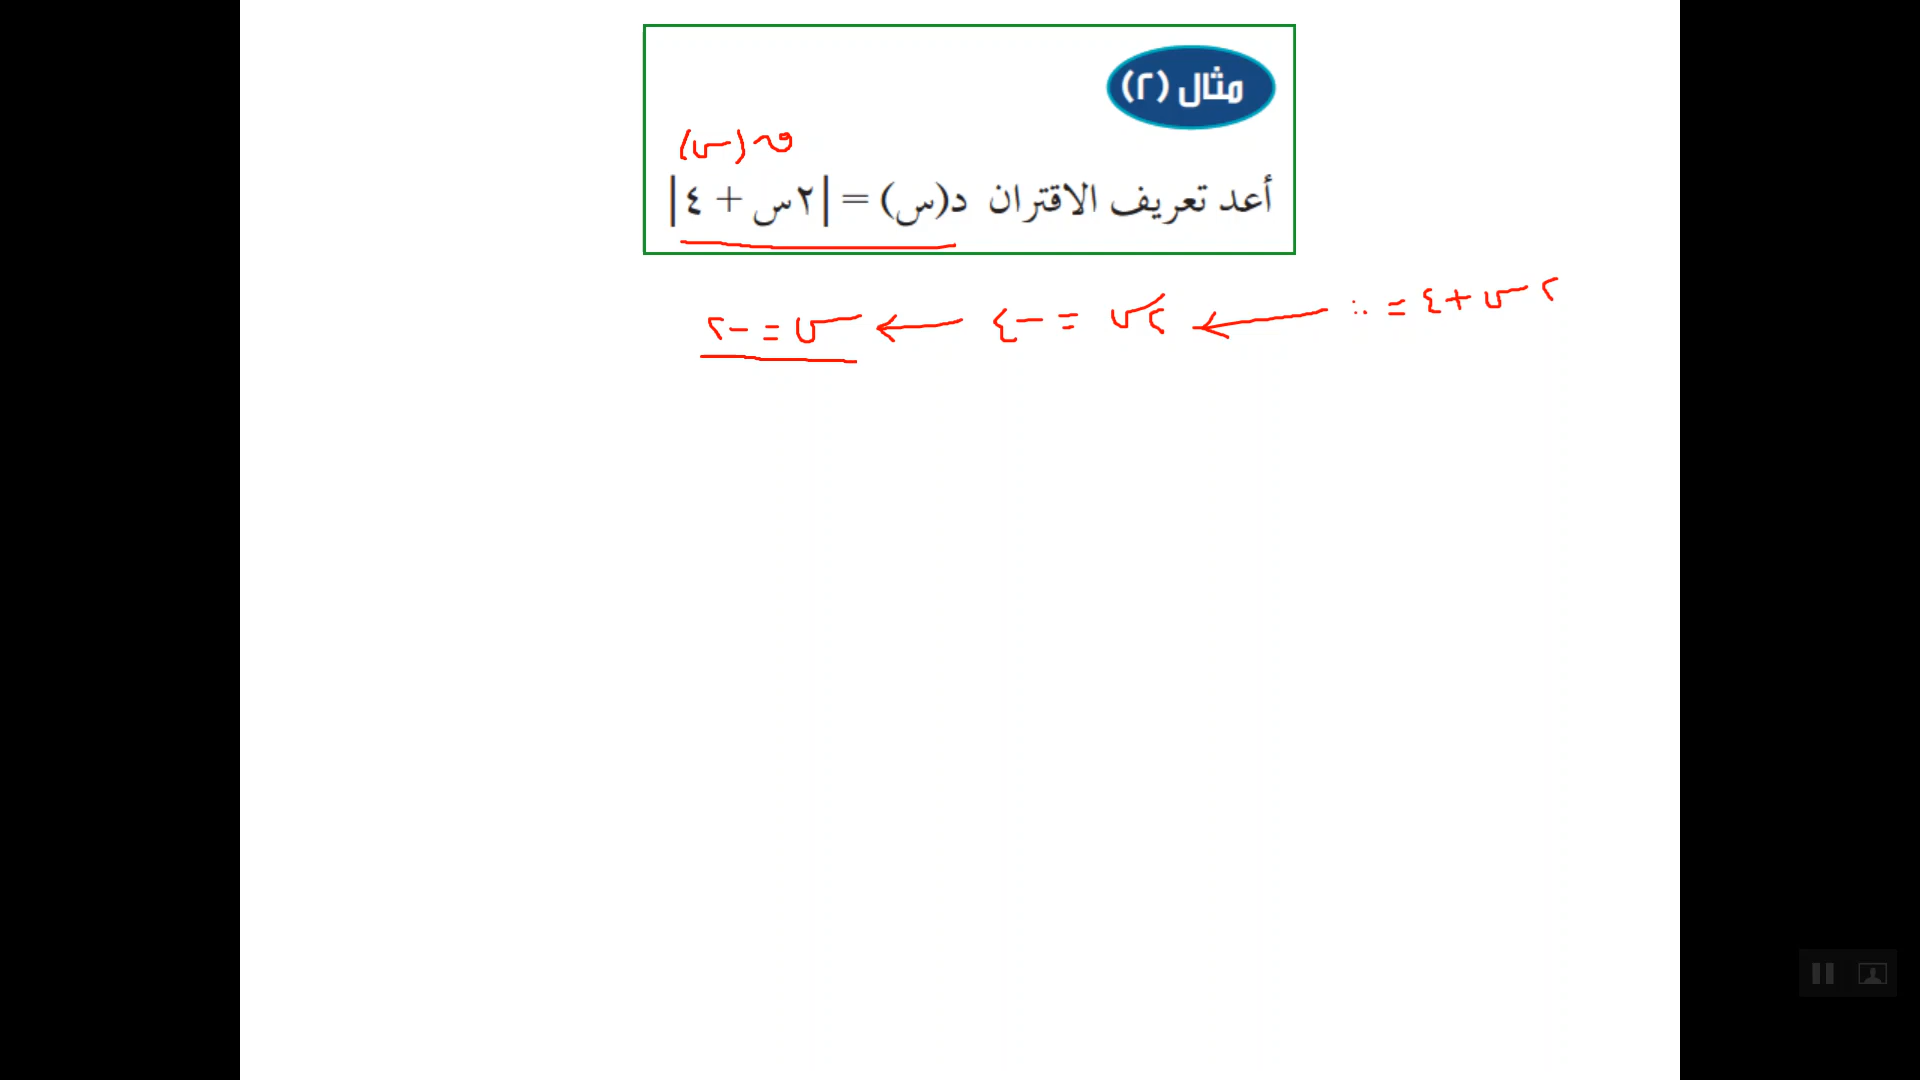 مثال (٢)
ق(س)
أعد تعريف الاقتران د(س) = |٢س + ٤|
٢س + ٤ = ٠ ← ٢س = -٤ ← س = -٢